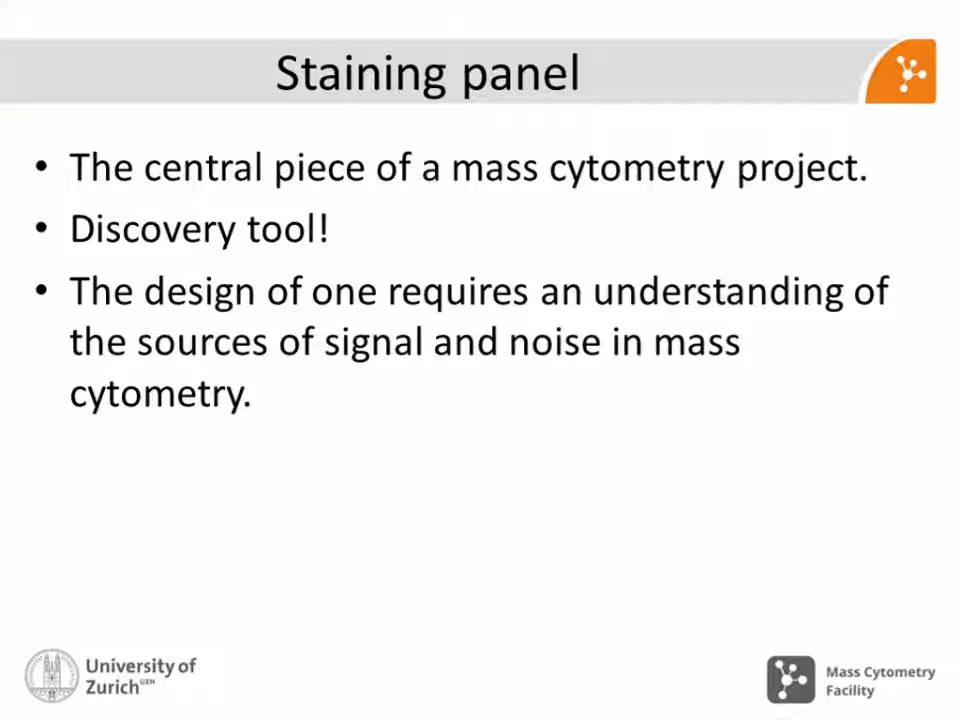 Staining panel
• The central piece of a mass cytometry project.
• Discovery tool!
• The design of one requires an understanding of
the sources of signal and noise in mass
cytometry.
University of
Zurich UZH
Mass Cytometry
Facility